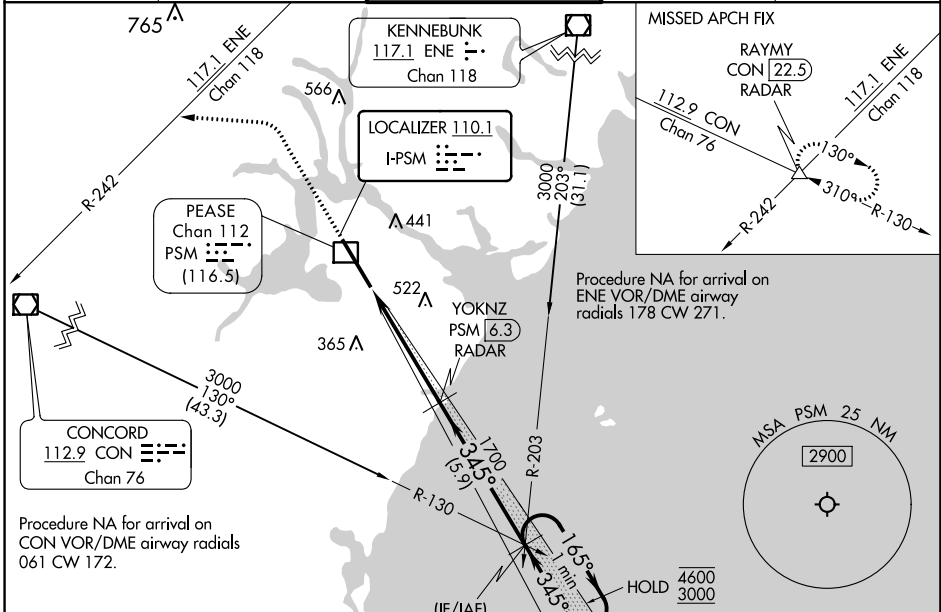 765
117.1 ENE
Chan 118
R-242
KENNEBUNK
117.1 ENE
Chan 118
566
LOCALIZER 110.1
I-PSM
3000
203°
(31.1)
PEASE
Chan 112
PSM
(116.5)
441
522
365
YOKNZ
PSM 6.3
RADAR
3000
130°
(43.3)
R-130
R-203
CONCORD
112.9 CON
Chan 76
Procedure NA for arrival on
CON VOR/DME airway radials
061 CW 172.
1700
345°
(5.9)
165°
1 min
345°
HOLD 4600
3000
(IF/IAF)
MISSED APCH FIX
RAYMY
CON 22.5
RADAR
112.9 CON
Chan 76
117.1 ENE
Chan 118
130°
310°
R-130
R-242
Procedure NA for arrival on
ENE VOR/DME airway
radials 178 CW 271.
MSA PSM 25 NM
2900